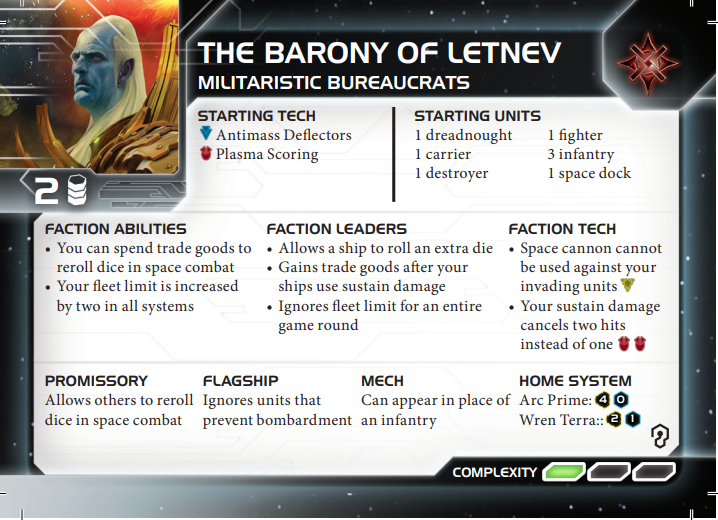 THE BARONY OF LETNEV
MILITARISTIC BUREAUCRATS
2
STARTING TECH
Antimass Deflectors
Plasma Scoring
STARTING UNITS
1 dreadnought
1 carrier
1 destroyer
1 fighter
3 infantry
1 space dock
FACTION ABILITIES
• You can spend trade goods to
reroll dice in space combat
• Your fleet limit is increased
by two in all systems
FACTION LEADERS
• Allows a ship to roll an extra die
• Gains trade goods after your
ships use sustain damage
• Ignores fleet limit for an entire
game round
FACTION TECH
• Space cannon cannot
be used against your
invading units
• Your sustain damage
cancels two hits
instead of one
PROMISSORY
Allows others to reroll
dice in space combat
FLAGSHIP
Ignores units that
prevent bombardment
MECH
Can appear in place of
an infantry
HOME SYSTEM
Arc Prime: 4 0
Wren Terra:: 2 1
COMPLEXITY